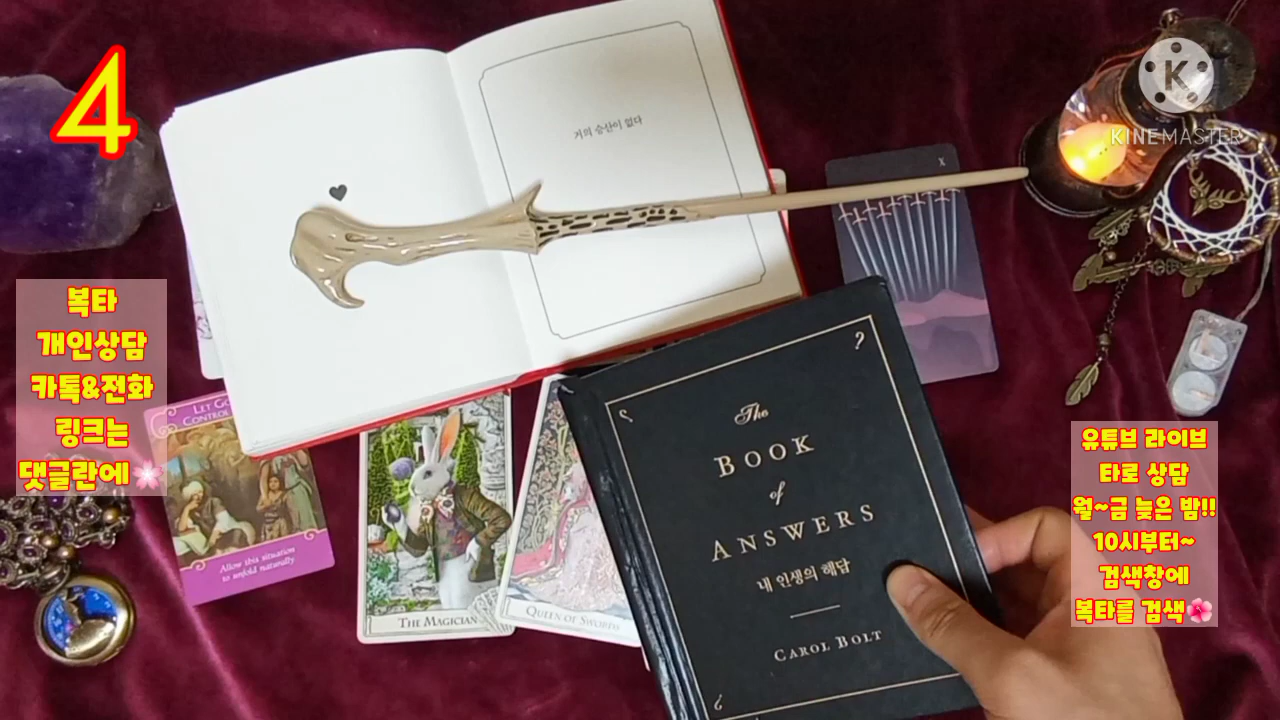 4
거의 승산이 없다
K
KINEMASTER
X
복타
개인상담
카톡&전화
링크는
댓글란에
LET GO
CONTROL
Allow this situation
to unfold naturally
THE MAGICIAN
QUEEN OF SWORDS
?
The
BOOK
of
ANSWERS
내 인생의 해답
CAROL BOLT
유튜브 라이브
타로 상담
월~금 늦은 밤!!
10시부터~
검색창에
복타를 검색